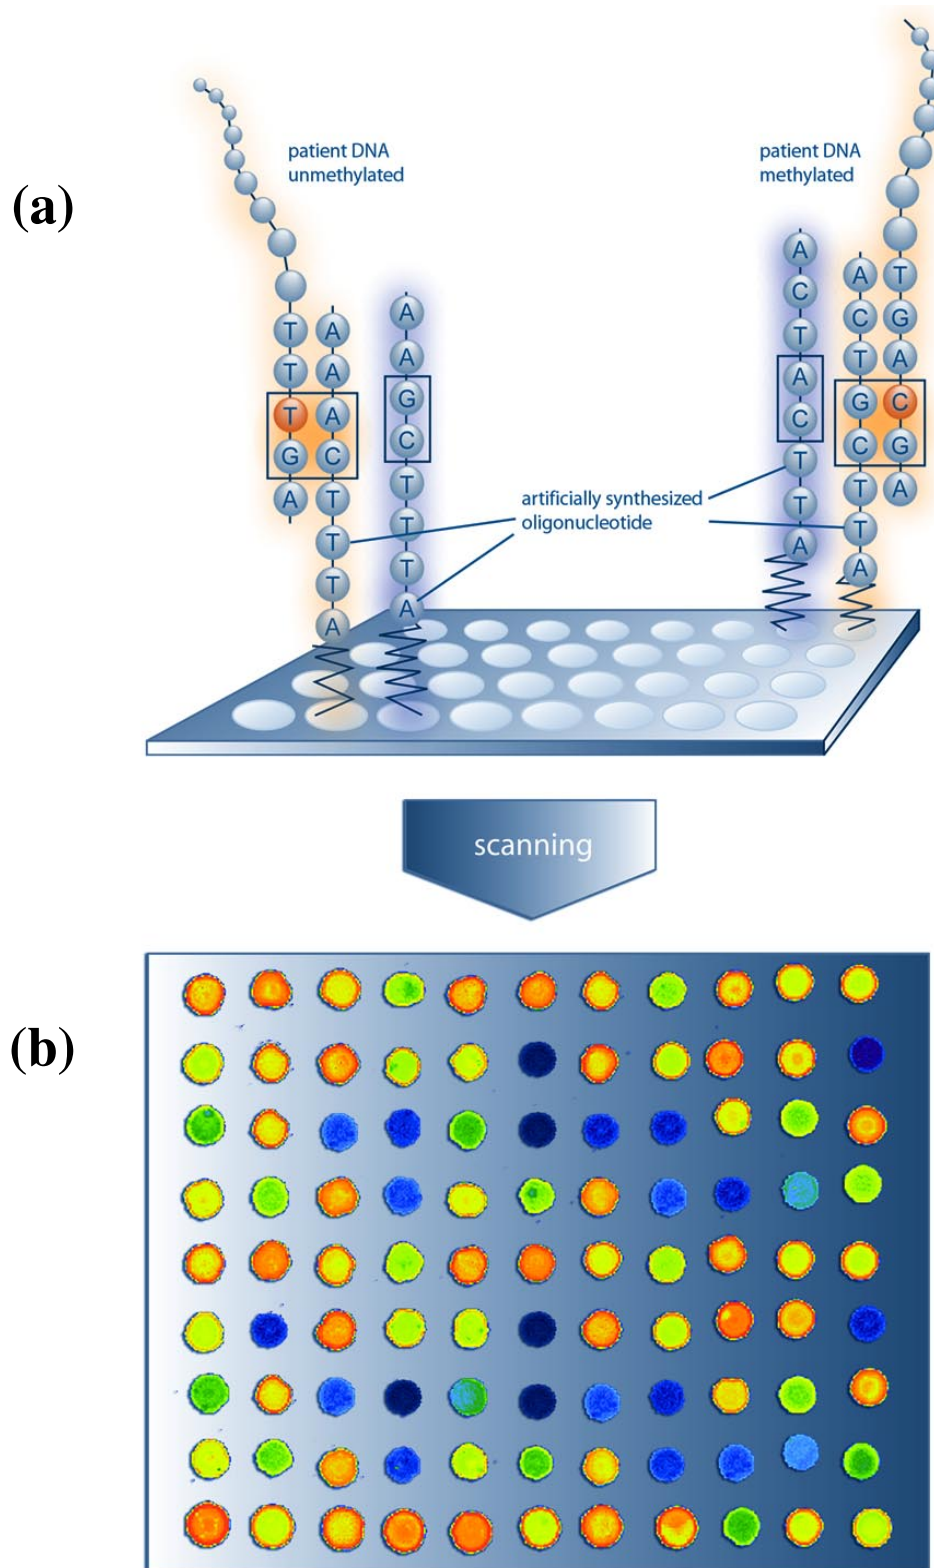 (a)
patient DNA
unmethylated
patient DNA
methylated
T
T
T
G
A
A
A
A
C
T
T
T
A
A
A
G
C
T
T
T
A
A
C
T
A
C
T
T
A
A
C
T
G
C
T
T
A
T
G
A
C
G
A
artificially synthesized
oligonucleotide
scanning
(b)